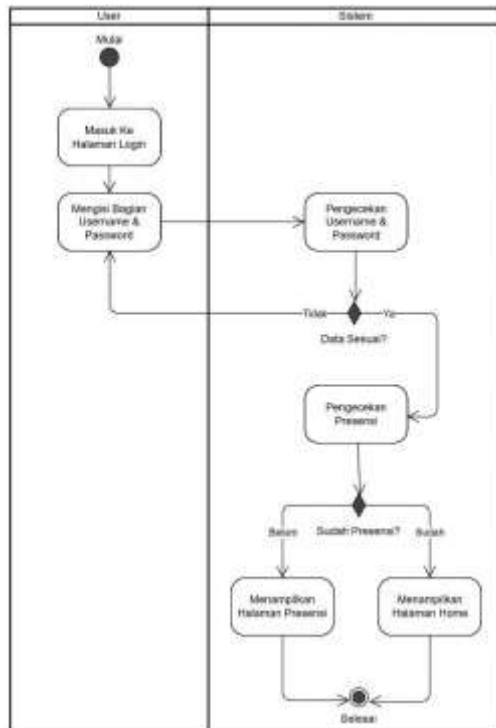 User
Sistem
Mulai
Masuk Ke
Halaman Login
Mengisi Bagian
Username &
Password
Pengecekan
Username &
Password
Tidak
Ya
Data Sesuai?
Pengecekan
Presensi
Sudah Presensi?
Belum
Sudah
Menampilkan
Halaman Presensi
Menampilkan
Halaman Home
Selesai